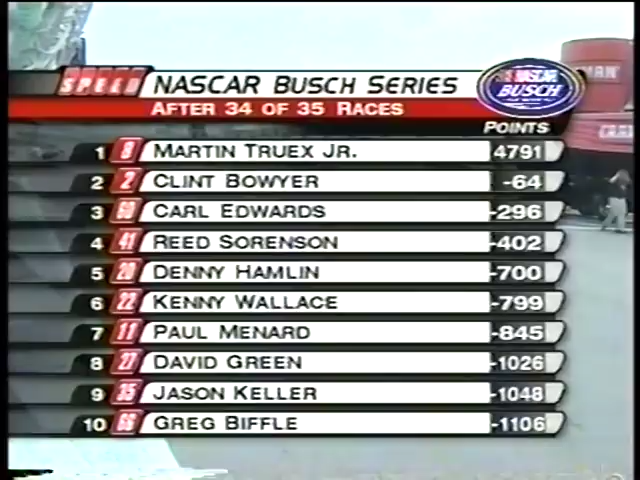 SPEED NASCAR BUSCH SERIES NASCAR BUSCH
AFTER 34 OF 35 RACES
POINTS
1 8 MARTIN TRUEX JR. 4791
2 2 CLINT BOWYER -64
3 60 CARL EDWARDS -296
4 41 REED SORENSON -402
5 20 DENNY HAMLIN -700
6 22 KENNY WALLACE -799
7 11 PAUL MENARD -845
8 27 DAVID GREEN -1026
9 35 JASON KELLER -1048
10 66 GREG BIFFLE -1106